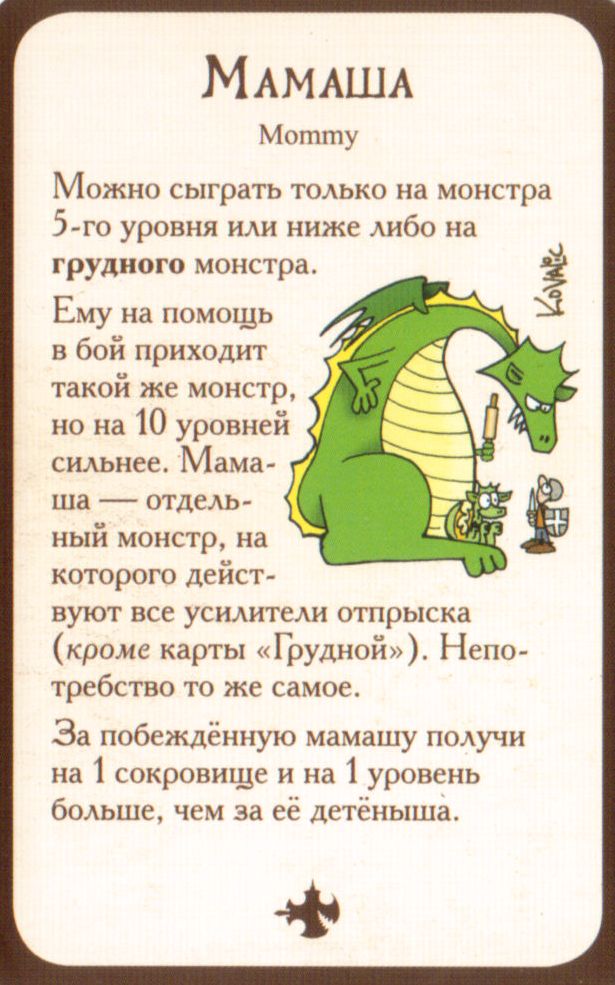 Мамаша
Mommy
Можно сыграть только на монстра
5-го уровня или ниже либо на
грудного монстра.
Ему на помощь
в бой приходит
такой же монстр,
но на 10 уровней
сильнее. Мама-
ша — отдель-
ный монстр, на
которого дейст-
вуют все усилители отпрыска
(кроме карты «Грудной»). Непо-
требство то же самое.
За побеждённую мамашу получи
на 1 сокровище и на 1 уровень
больше, чем за её детёныша.
Kovalic